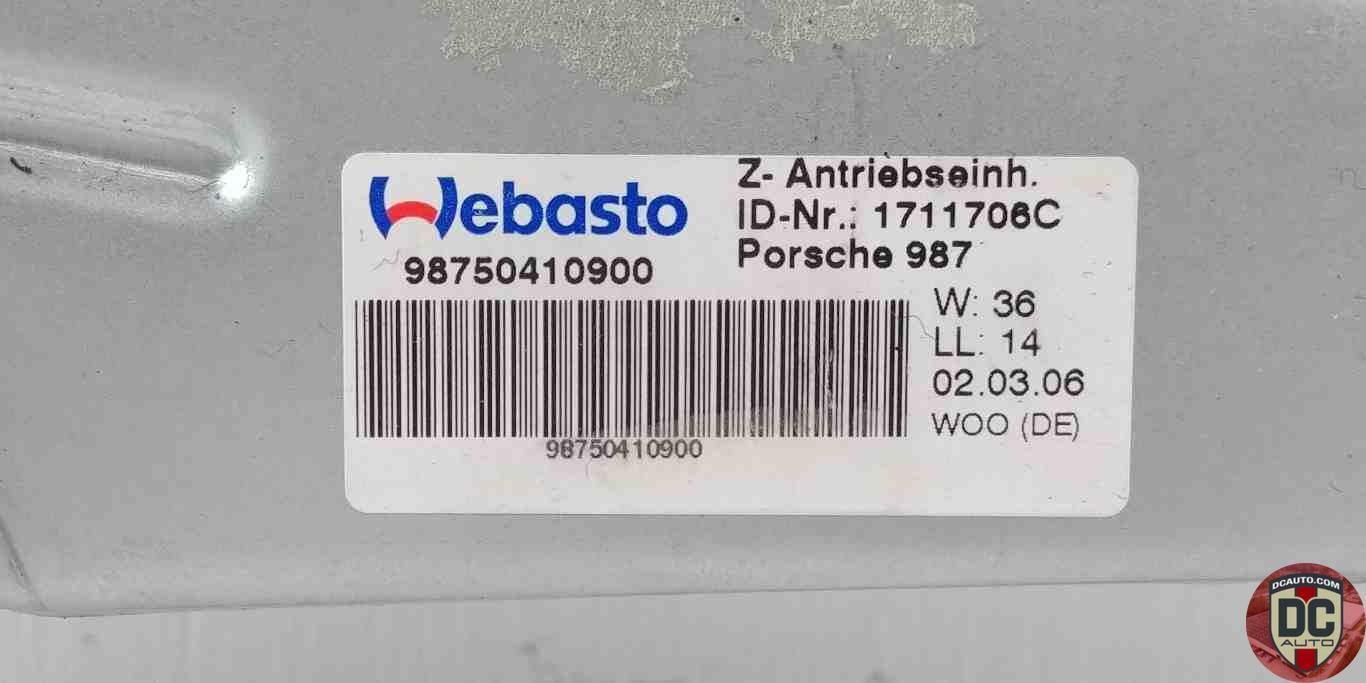 Webasto
98750410900
Z- Antriebseinh.
ID-Nr.: 1711706C
Porsche 987
W: 36
LL: 14
02.03.06
WOO (DE)
98750410900
DCAUTO.COM
DC
AUTO